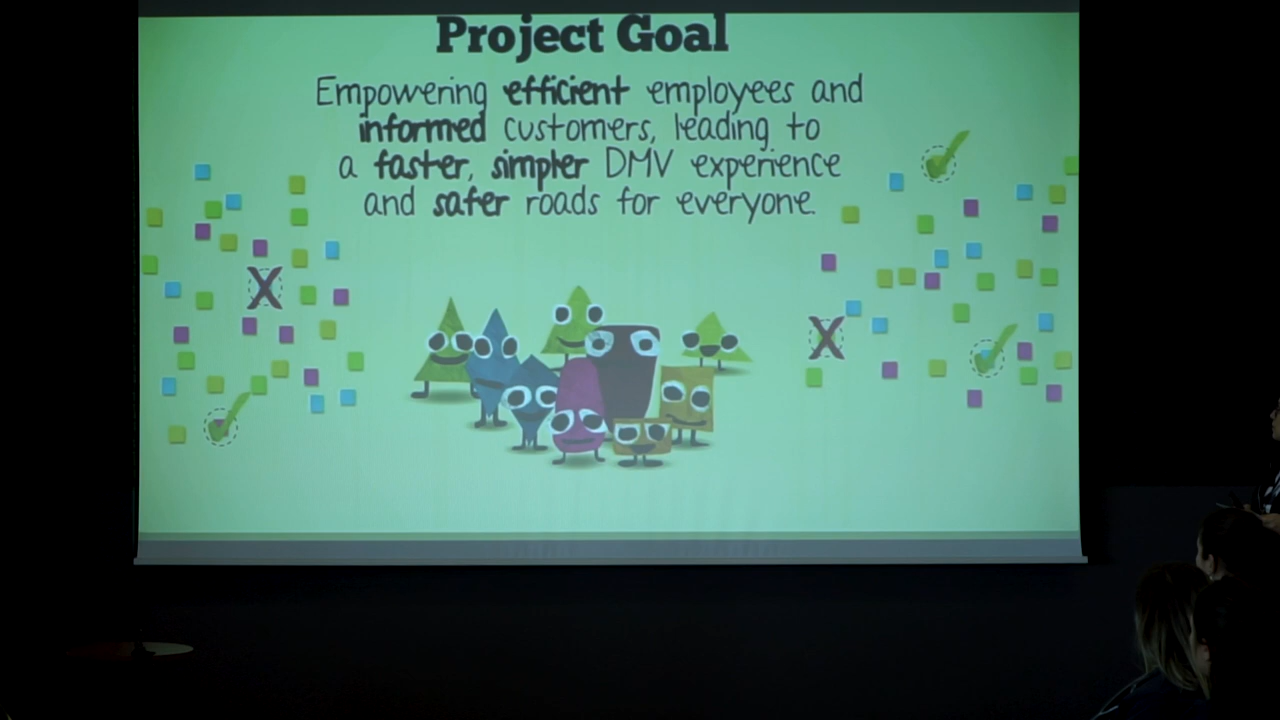 Project Goal
Empowering efficient employees and
informed customers, leading to
a faster, simpler DMV experience
and safer roads for everyone.
X
X